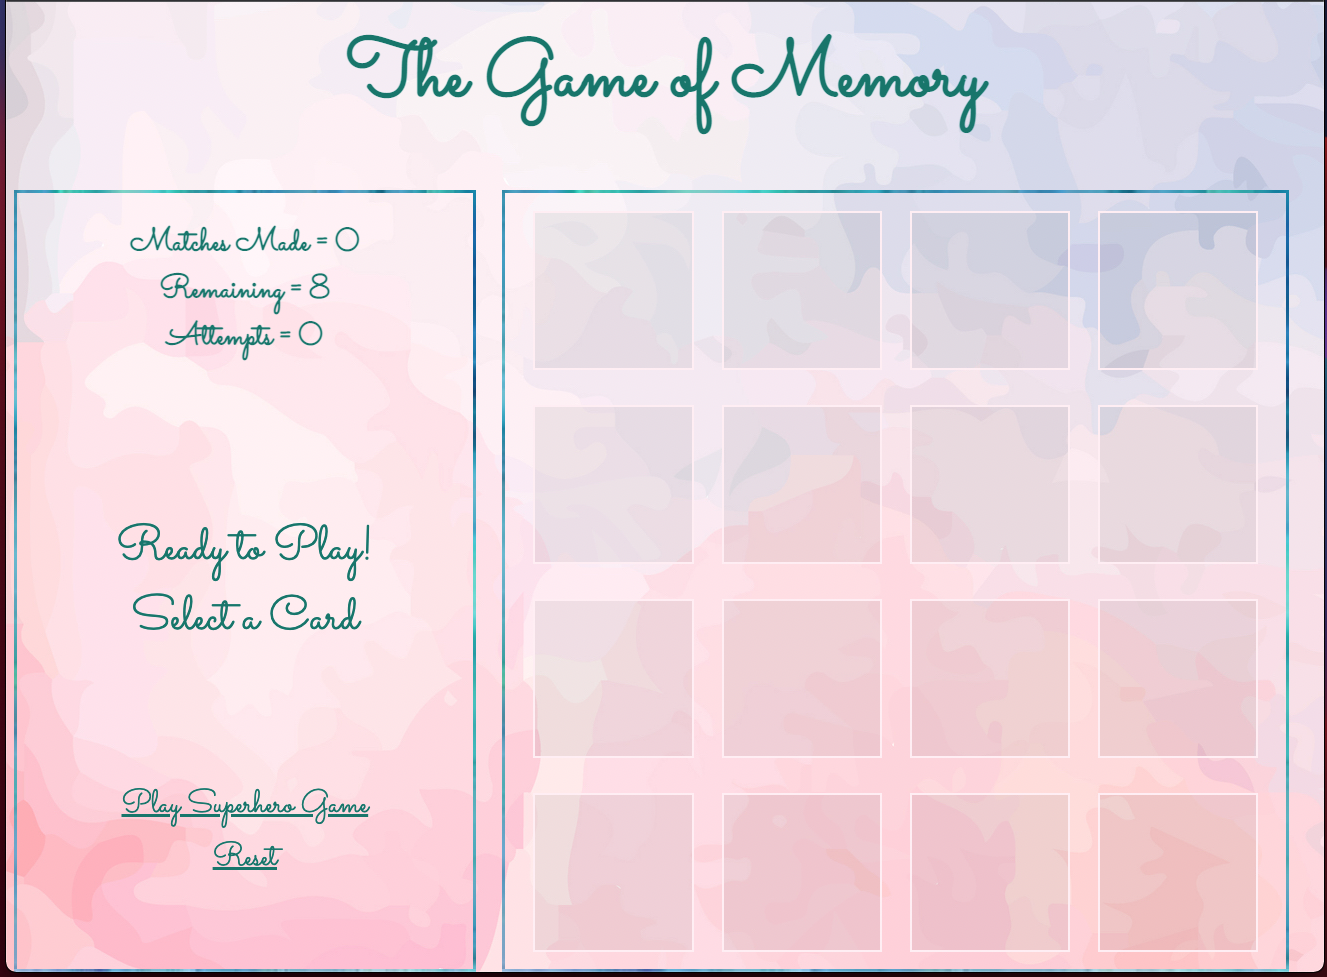 The Game of Memory
Matches Made = 0
Remaining = 8
Attempts = 0
Ready to Play!
Select a Card
Play Superhero Game
Reset